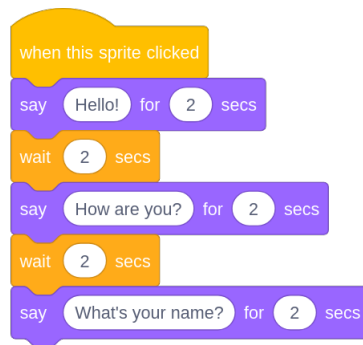 when this sprite clicked
say Hello! for 2 secs
wait 2 secs
say How are you? for 2 secs
wait 2 secs
say What's your name? for 2 secs